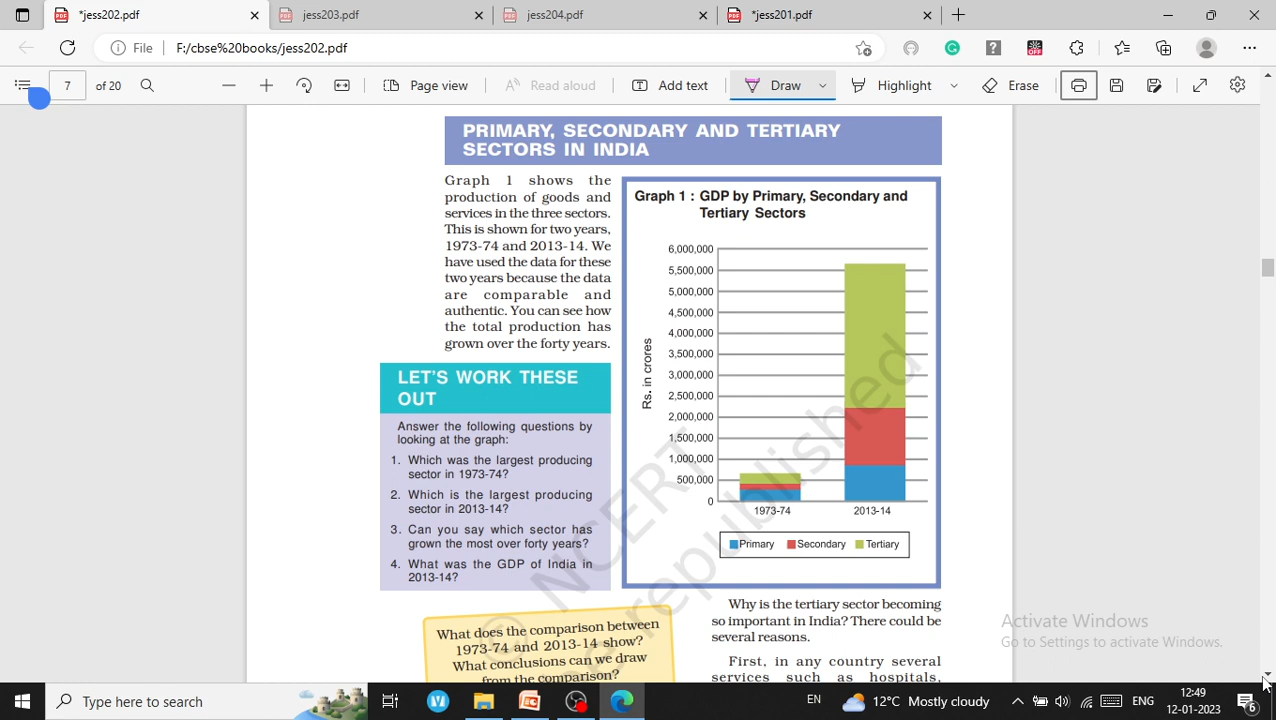 *jess202.pdf
jess203.pdf
jess204.pdf
*jess201.pdf
File
F:/cbse%20books/jess202.pdf
7
of 20
Page view
Read aloud
Add text
Draw
Highlight
Erase
PRIMARY, SECONDARY AND TERTIARY
SECTORS IN INDIA
Graph 1 shows the
production of goods and
services in the three sectors.
This is shown for two years,
1973-74 and 2013-14. We
have used the data for these
two years because the data
are comparable and
authentic. You can see how
the total production has
grown over the forty years.
LET'S WORK THESE
OUT
Answer the following questions by
looking at the graph:
1. Which was the largest producing
sector in 1973-74?
2. Which is the largest producing
sector in 2013-14?
3. Can you say which sector has
grown the most over forty years?
4. What was the GDP of India in
2013-14?
Graph 1 : GDP by Primary, Secondary and
Tertiary Sectors
Rs. in crores
6,000,000
5,500,000
5,000,000
4,500,000
4,000,000
3,500,000
3,000,000
2,500,000
2,000,000
1,500,000
1,000,000
500,000
0
1973-74
2013-14
Primary
Secondary
Tertiary
© NCERT
be republished
What does the comparison between
1973-74 and 2013-14 show?
What conclusions can we draw
from the comparison?
Why is the tertiary sector becoming
so important in India? There could be
several reasons.
First, in any country several
services such as hospitals,
Activate Windows
Go to Settings to activate Windows.
Type here to search
EN
12°C Mostly cloudy
ENG
12:49
12-01-2023
6